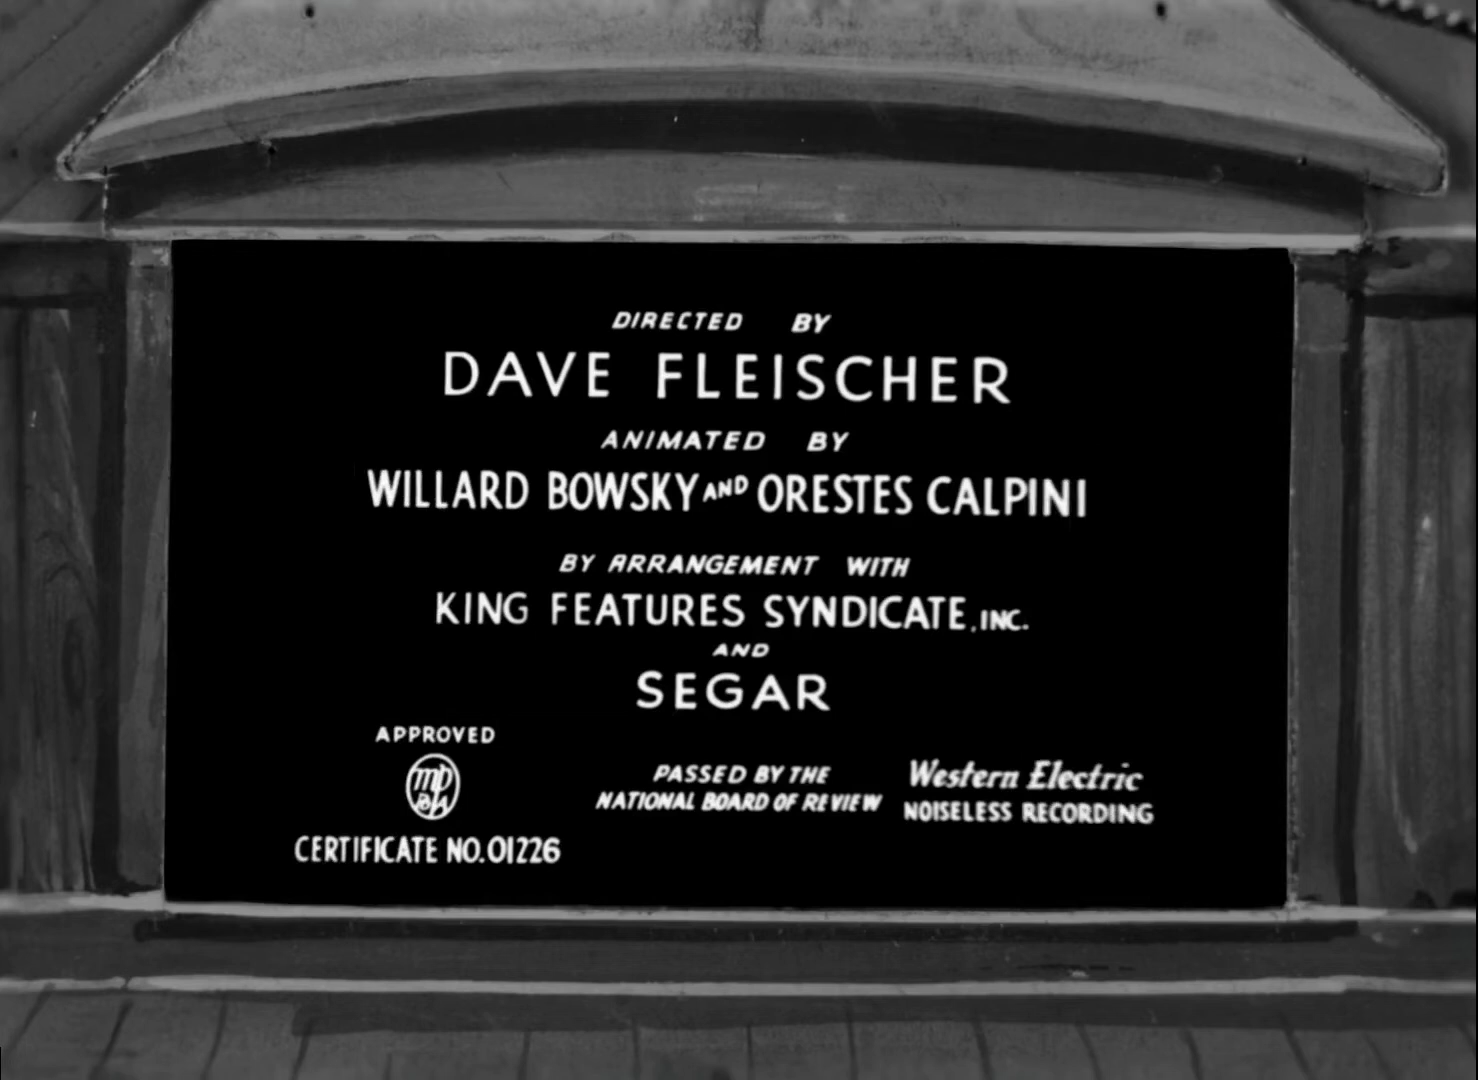 DIRECTED BY
DAVE FLEISCHER
ANIMATED BY
WILLARD BOWSKY AND ORESTES CALPINI
BY ARRANGEMENT WITH
KING FEATURES SYNDICATE, INC.
AND
SEGAR
APPROVED
MPPDA
CERTIFICATE NO. 01226
PASSED BY THE
NATIONAL BOARD OF REVIEW
Western Electric
NOISELESS RECORDING